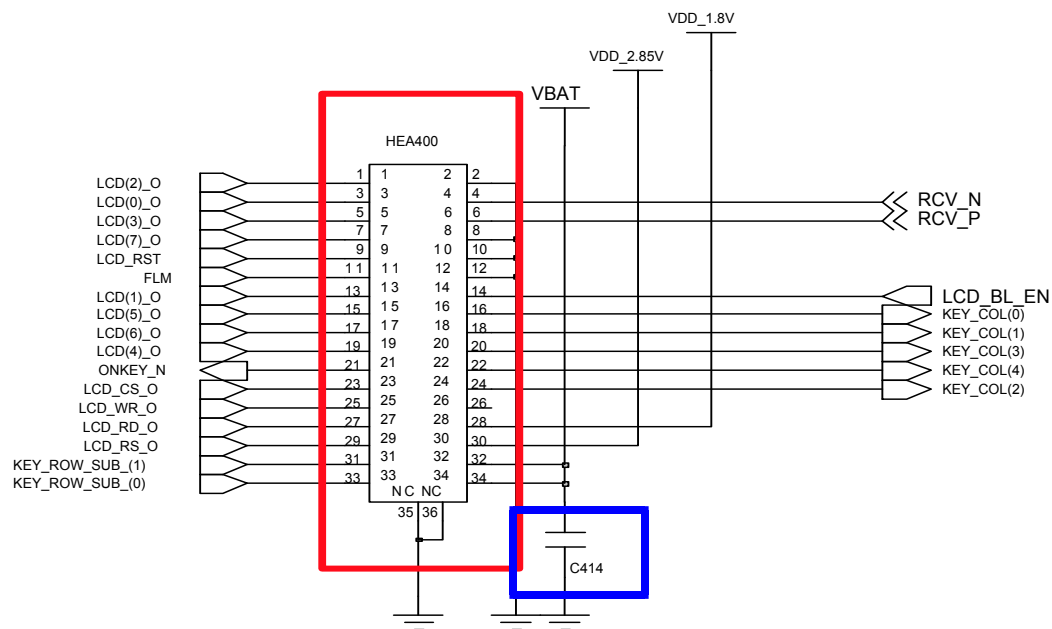 VDD_1.8V
VDD_2.85V
VBAT
HEA400
LCD(2)_O 1 1 2 2
LCD(0)_O 3 3 4 4 RCV_N
LCD(3)_O 5 5 6 6 RCV_P
LCD(7)_O 7 7 8 8
LCD_RST 9 9 10 10
FLM 11 11 12 12
LCD(1)_O 13 13 14 14 LCD_BL_EN
LCD(5)_O 15 15 16 16 KEY_COL(0)
LCD(6)_O 17 17 18 18 KEY_COL(1)
LCD(4)_O 19 19 20 20 KEY_COL(3)
ONKEY_N 21 21 22 22 KEY_COL(4)
LCD_CS_O 23 23 24 24 KEY_COL(2)
LCD_WR_O 25 25 26 26
LCD_RD_O 27 27 28 28
LCD_RS_O 29 29 30 30
KEY_ROW_SUB_(1) 31 31 32 32
KEY_ROW_SUB_(0) 33 33 34 34
NC NC
35 36
C414